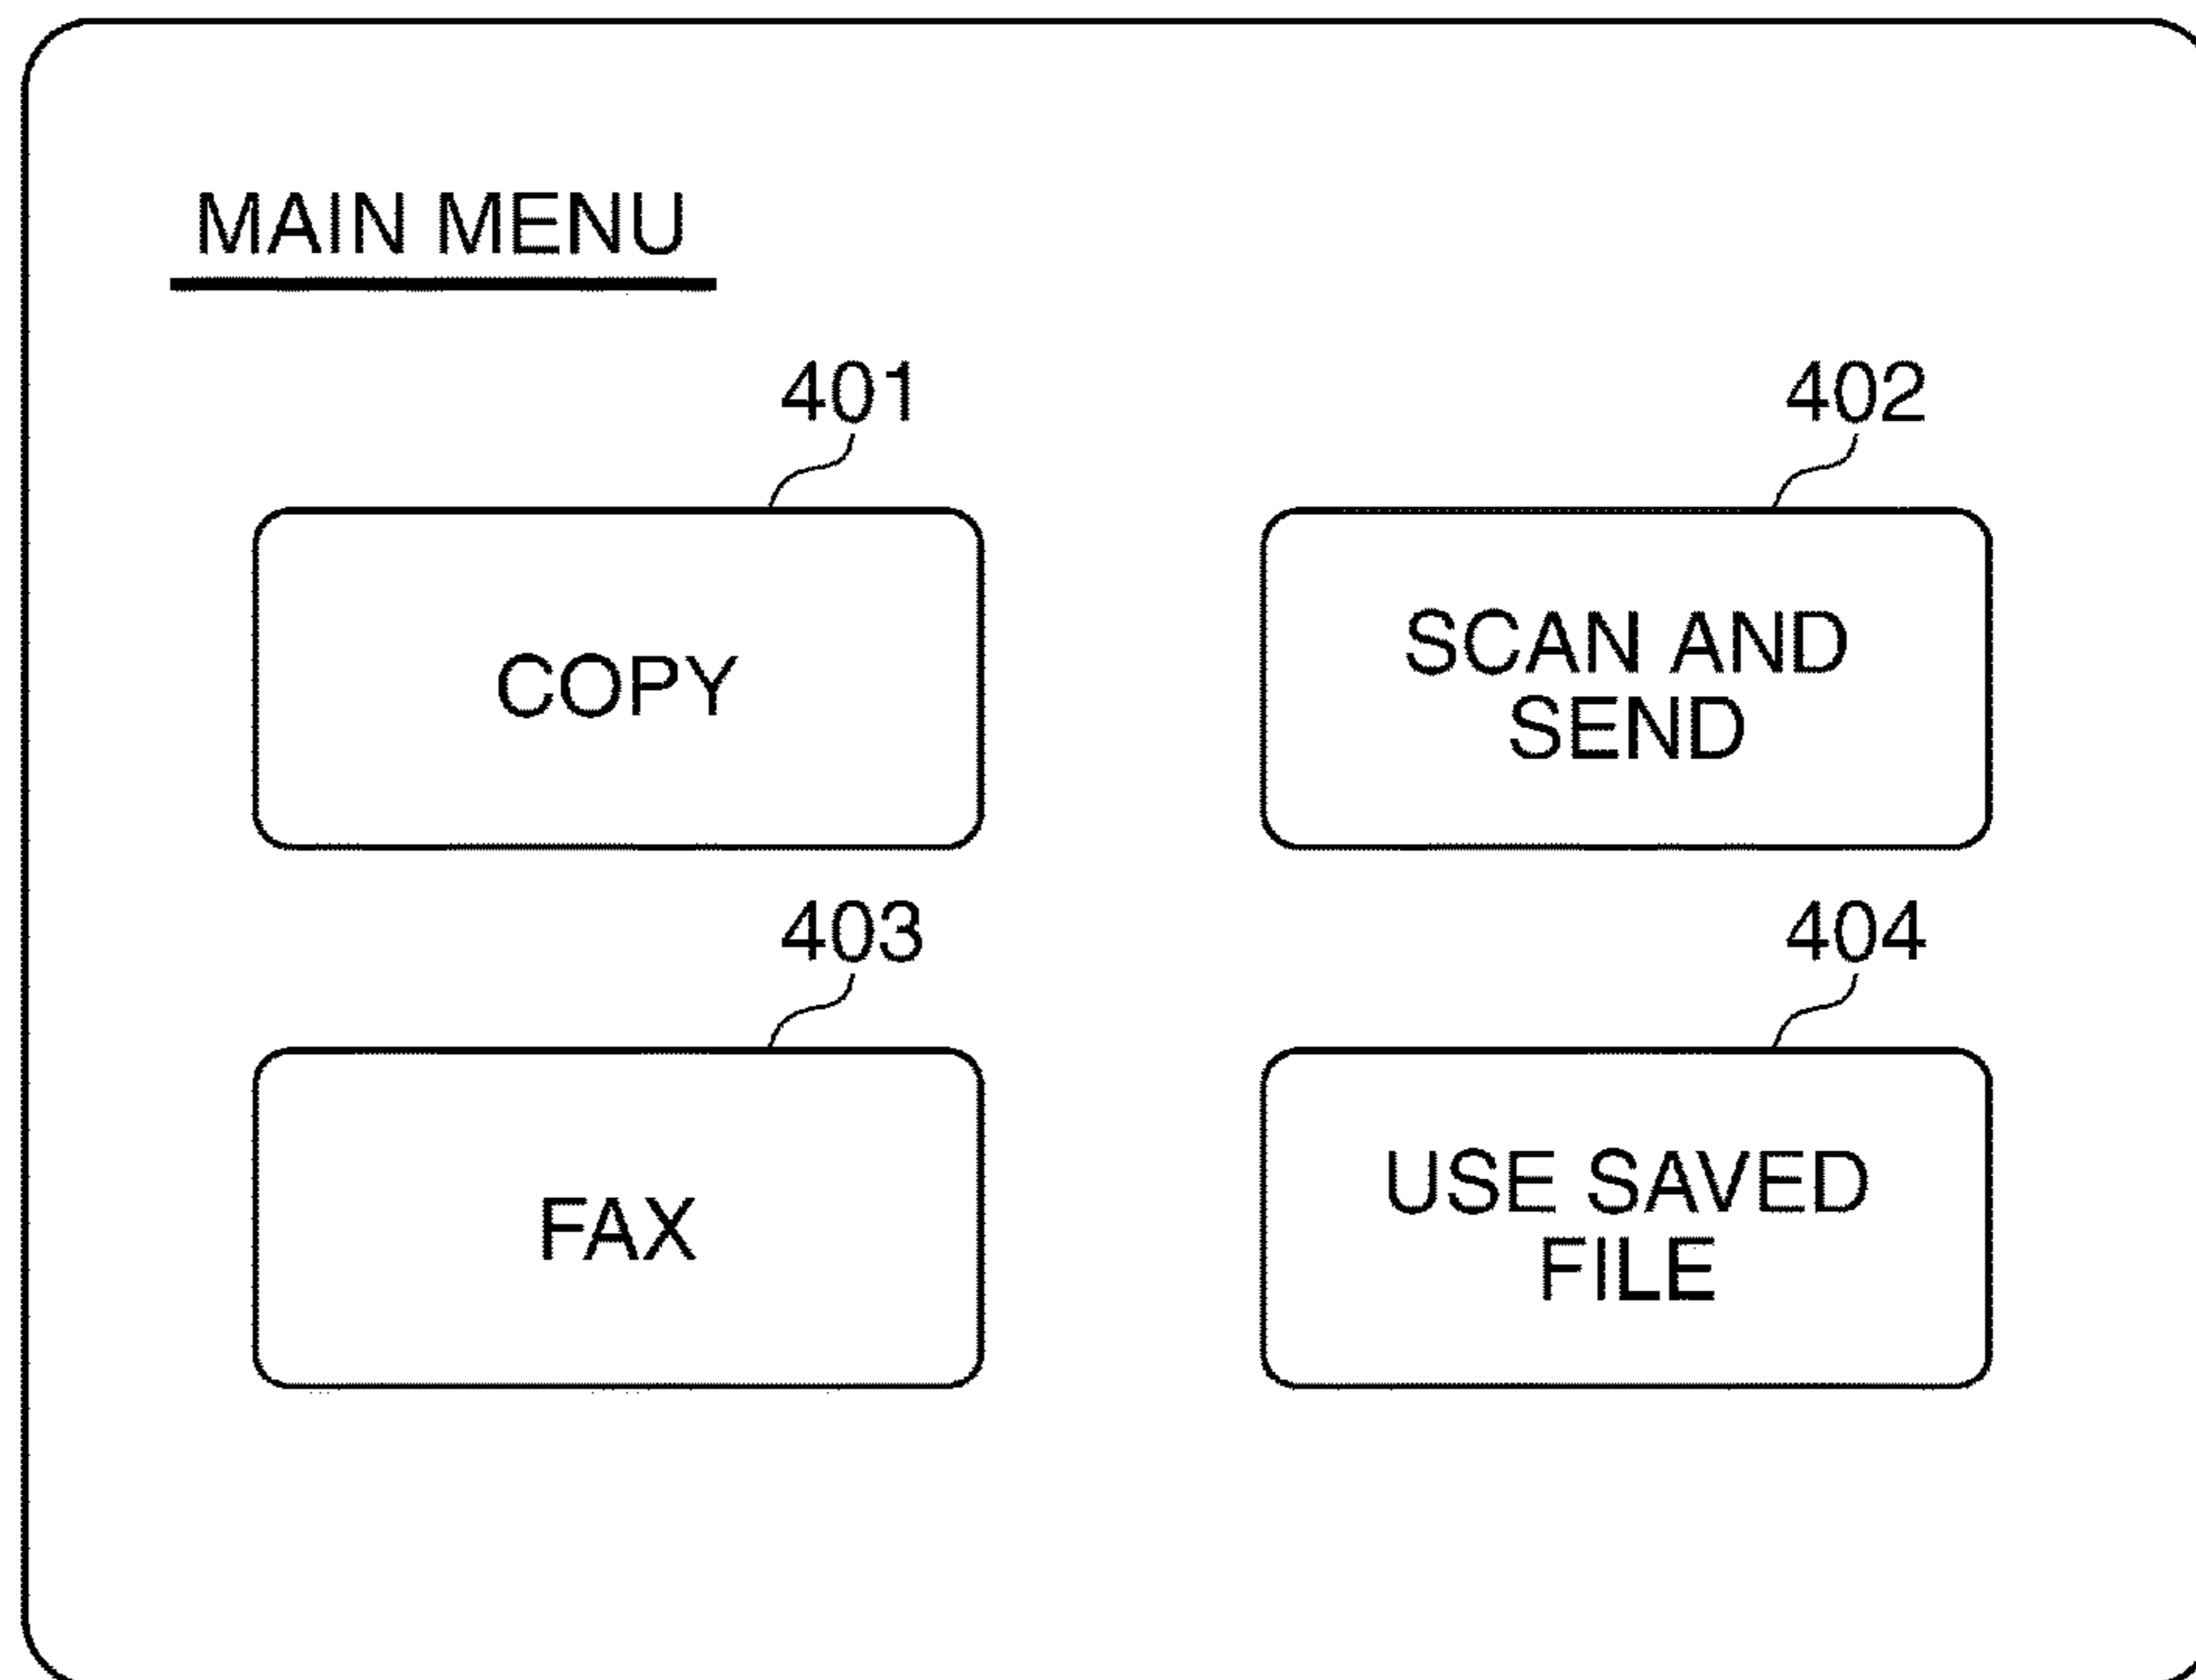 MAIN MENU
401
402
COPY
SCAN AND
SEND
403
404
FAX
USE SAVED
FILE